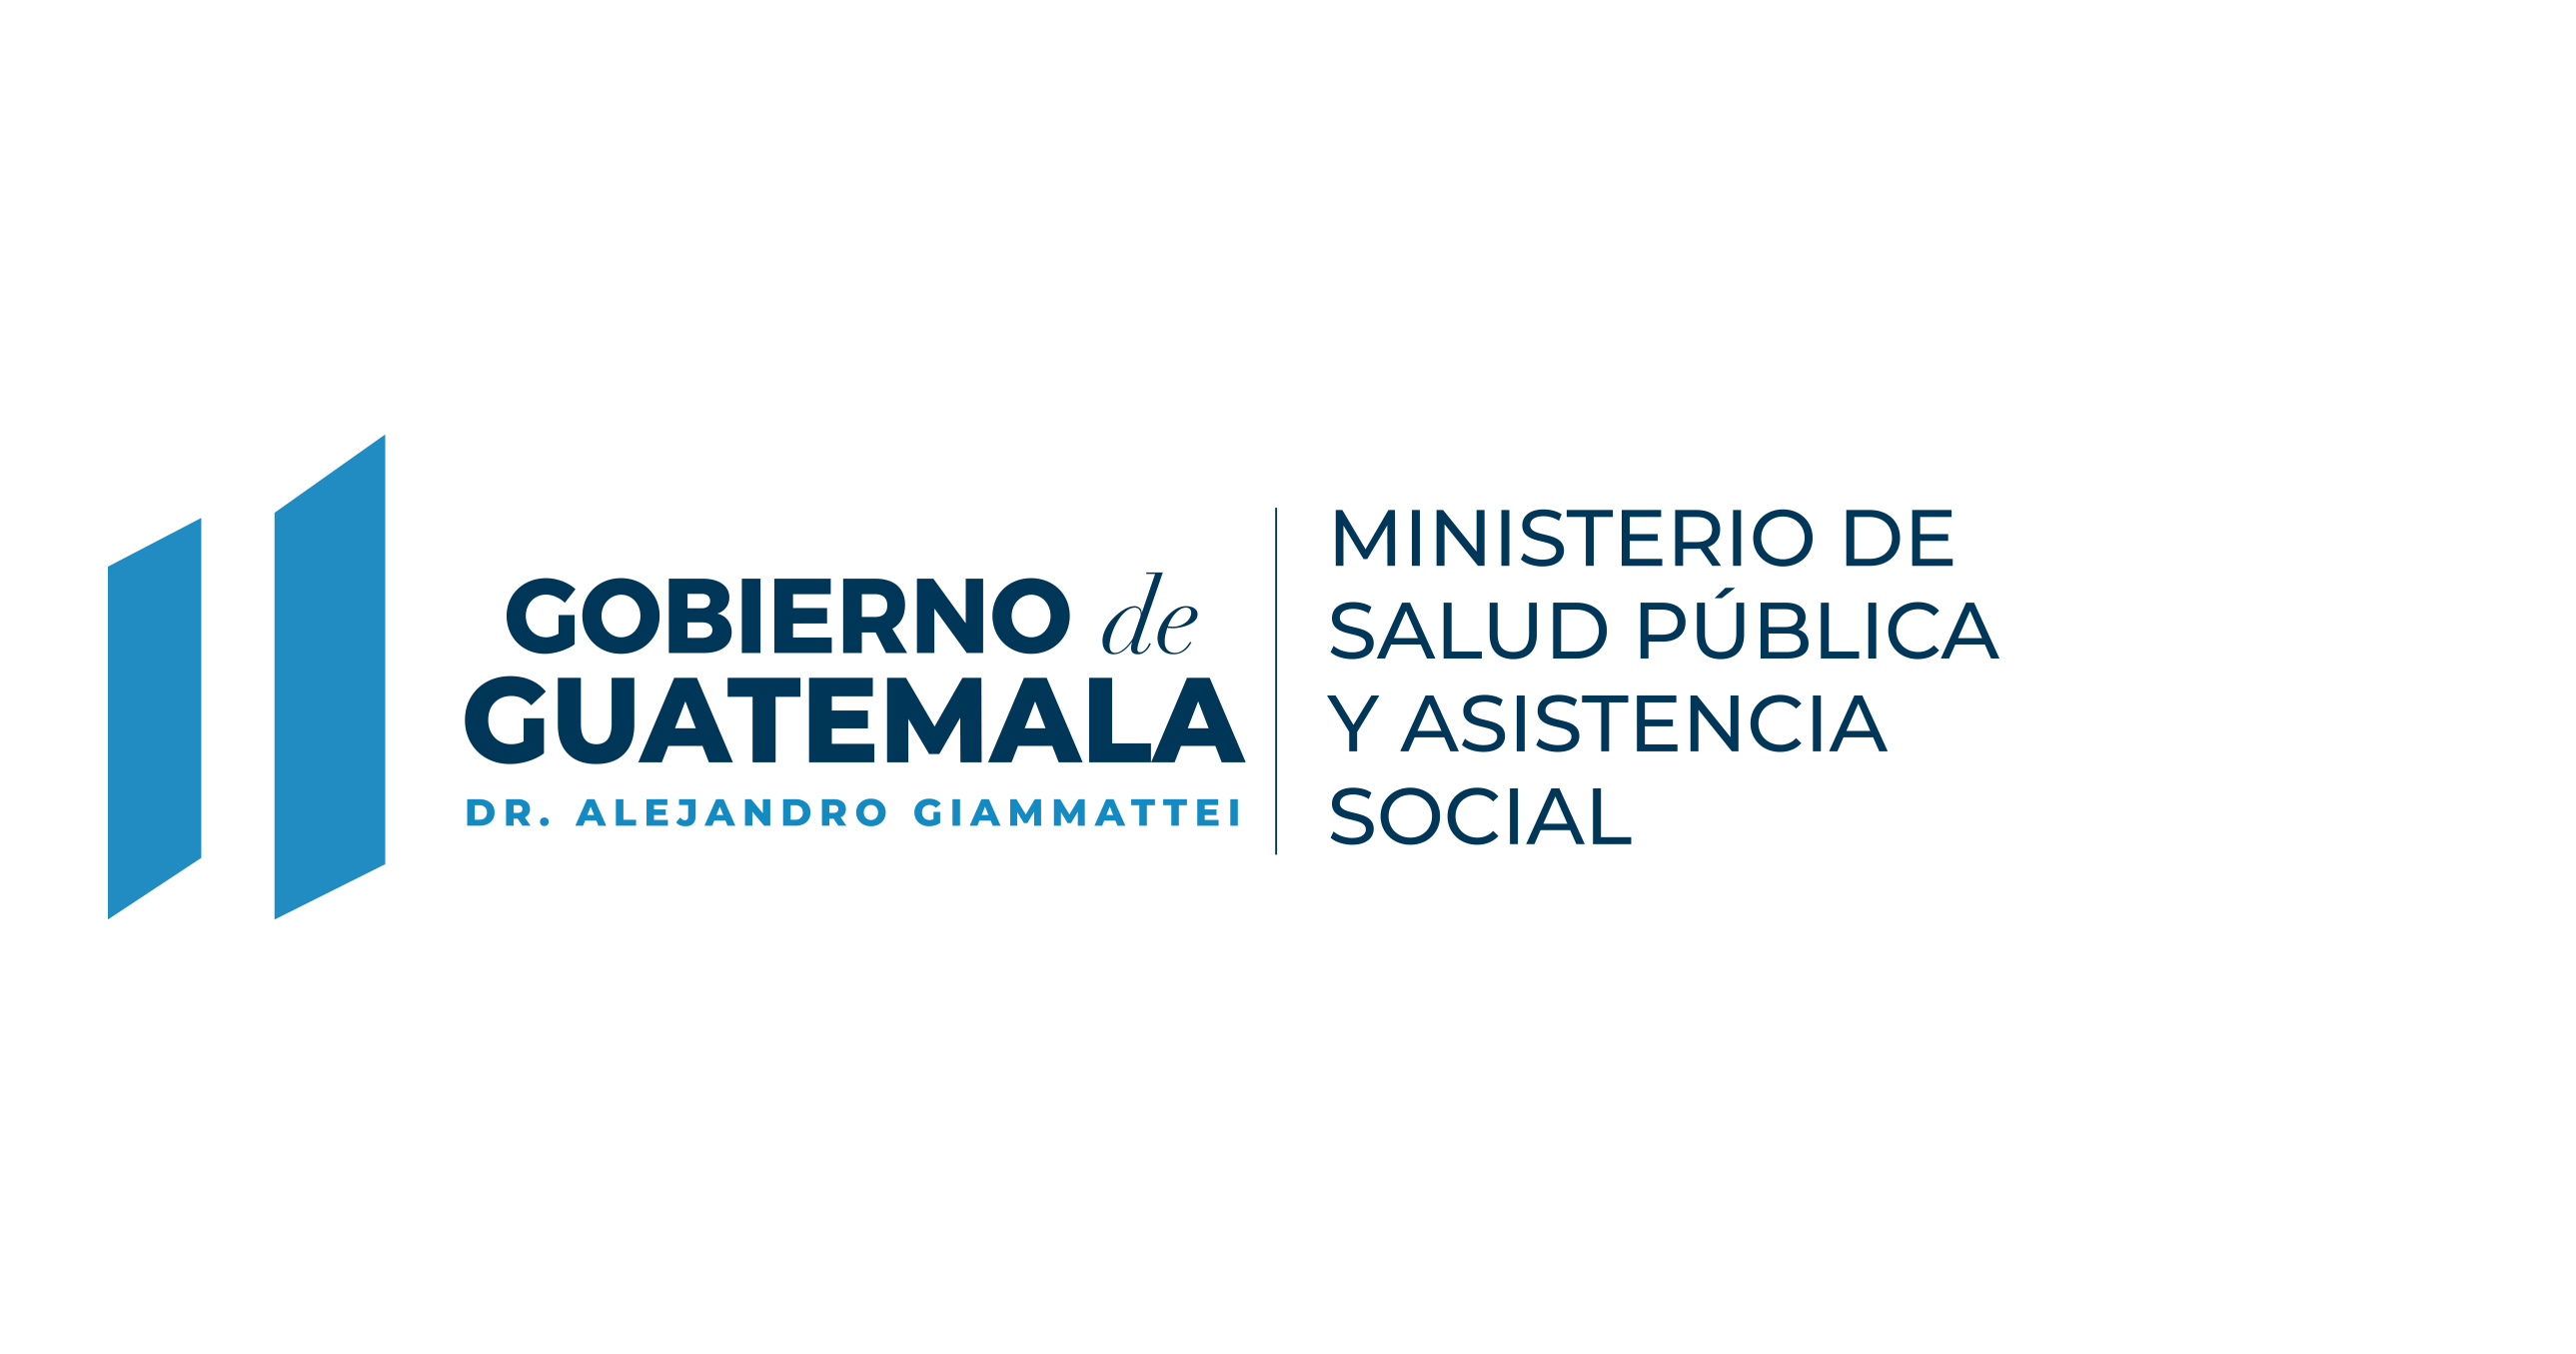 GOBIERNO de
GUATEMALA
DR. ALEJANDRO GIAMMATTEI
MINISTERIO DE
SALUD PÚBLICA
Y ASISTENCIA
SOCIAL